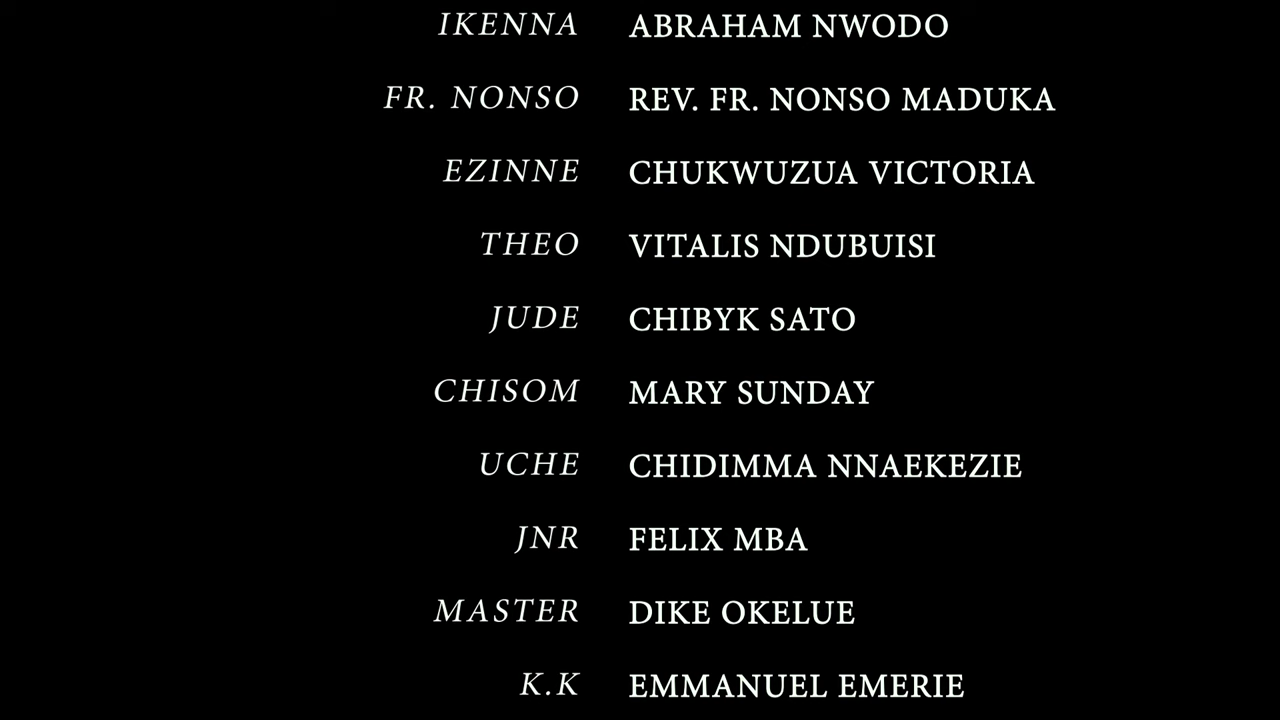 IKENNA ABRAHAM NWODO
FR. NONSO REV. FR. NONSO MADUKA
EZINNE CHUKWUZUA VICTORIA
THEO VITALIS NDUBUISI
JUDE CHIBYK SATO
CHISOM MARY SUNDAY
UCHE CHIDIMMA NNAEKEZIE
JNR FELIX MBA
MASTER DIKE OKELUE
K.K EMMANUEL EMERIE